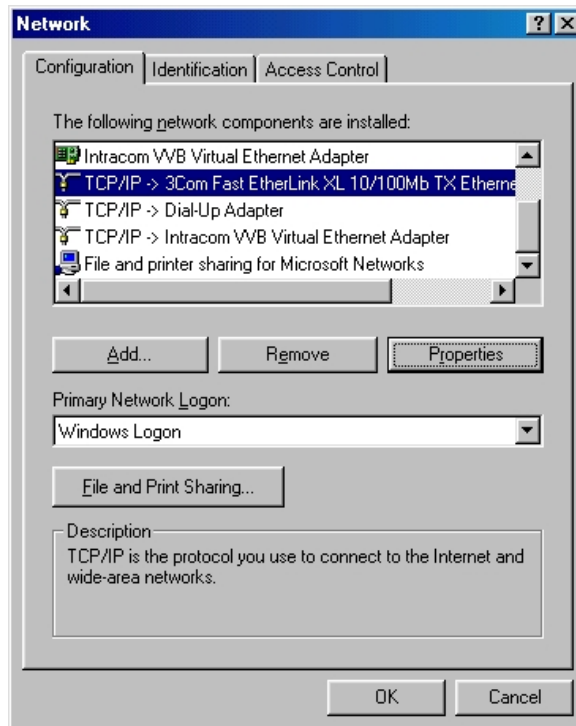 Network
Configuration Identification Access Control
The following network components are installed:
Intracom VVB Virtual Ethernet Adapter
TCP/IP -> 3Com Fast EtherLink XL 10/100Mb TX Etherne
TCP/IP -> Dial-Up Adapter
TCP/IP -> Intracom VVB Virtual Ethernet Adapter
File and printer sharing for Microsoft Networks
Add... Remove Properties
Primary Network Logon:
Windows Logon
File and Print Sharing...
Description
TCP/IP is the protocol you use to connect to the Internet and
wide-area networks.
OK Cancel